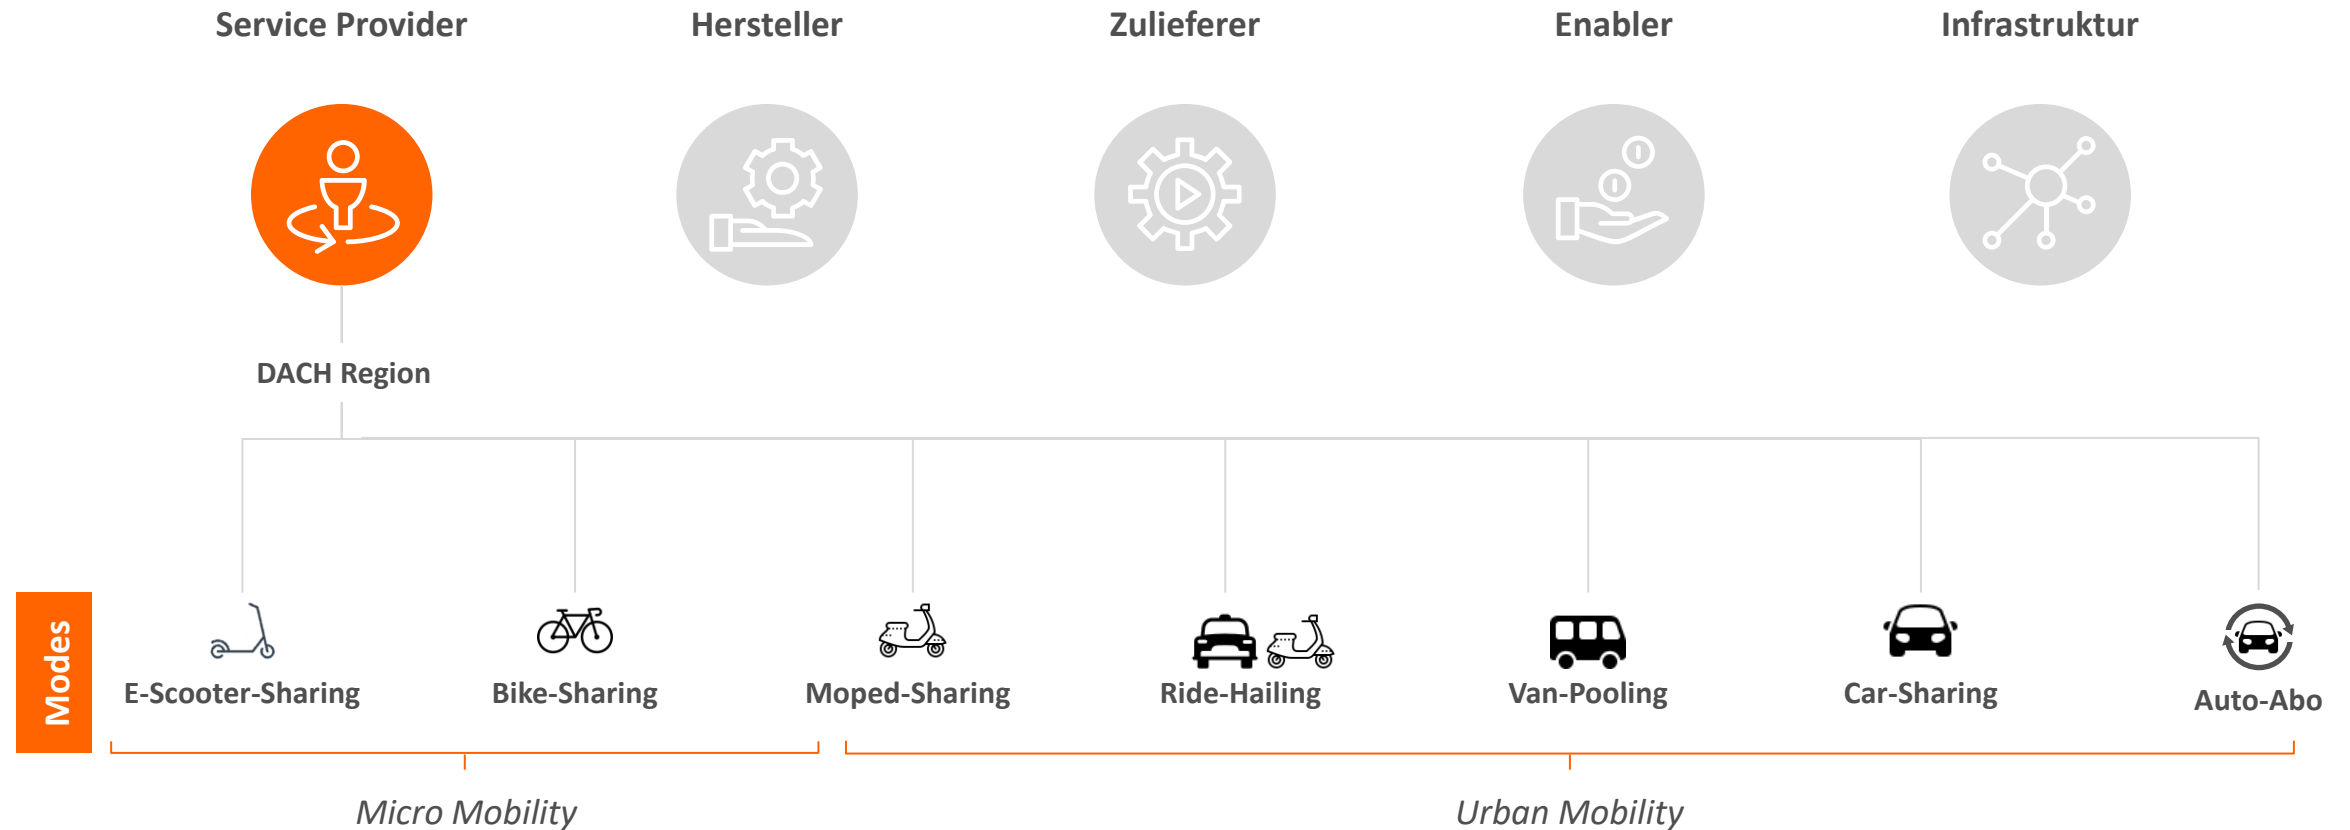 Service Provider
Hersteller
Zulieferer
Enabler
Infrastruktur
DACH Region
Modes
E-Scooter-Sharing
Bike-Sharing
Moped-Sharing
Ride-Hailing
Van-Pooling
Car-Sharing
Auto-Abo
Micro Mobility
Urban Mobility